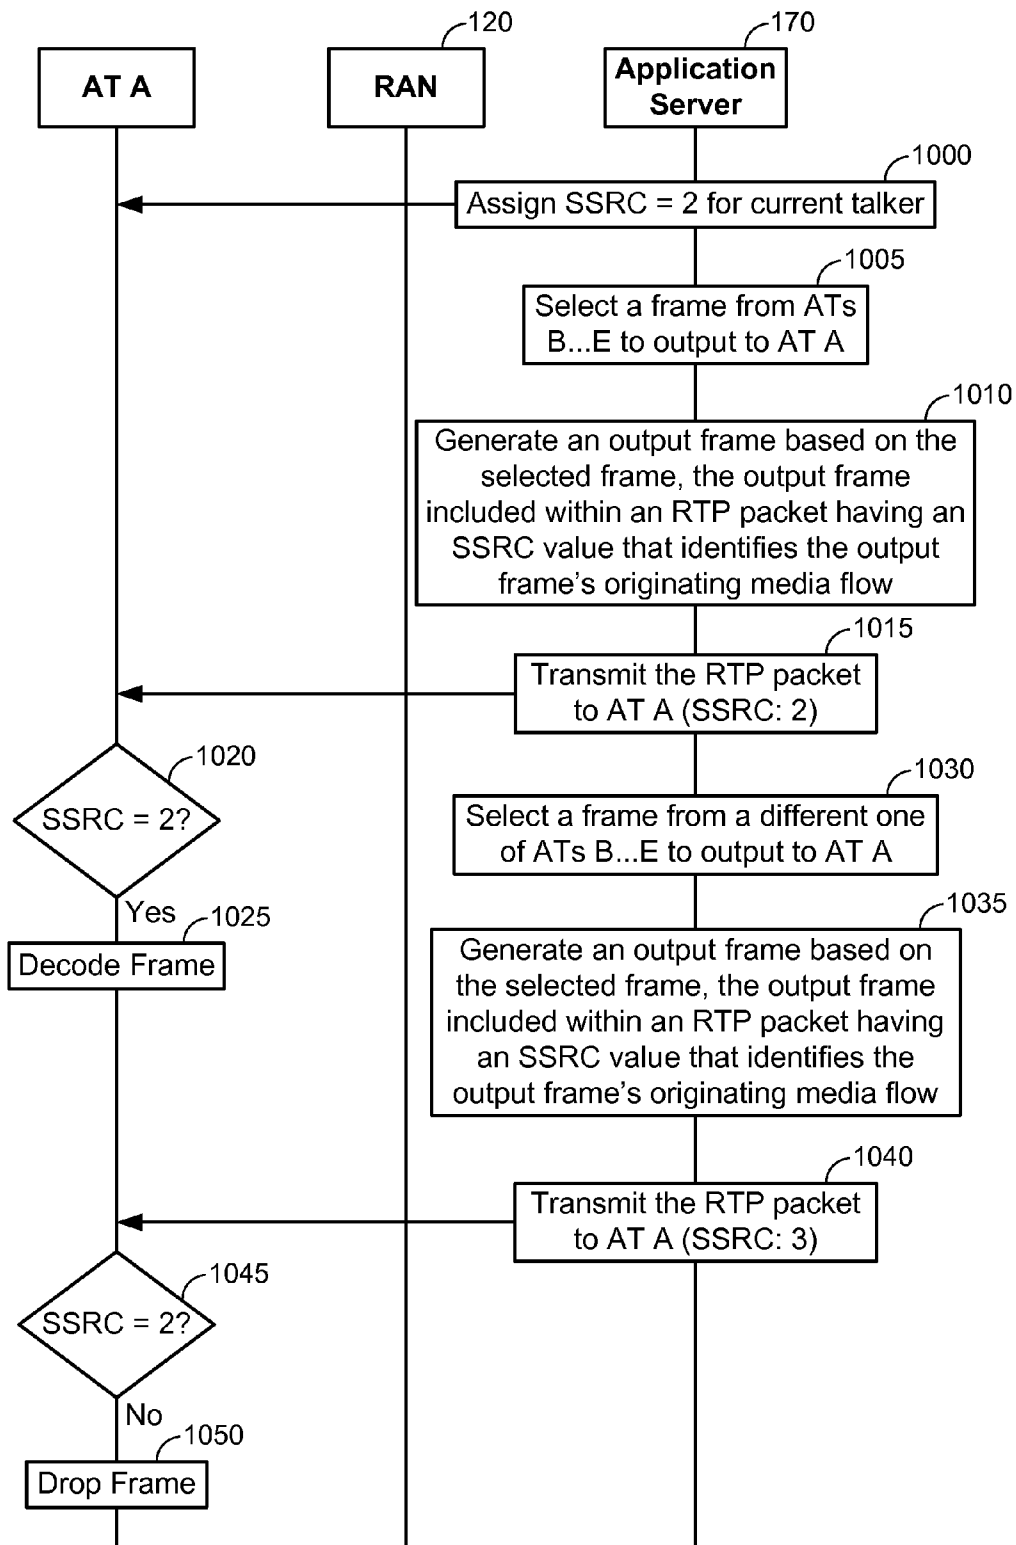 120
170
AT A
RAN
Application
Server
1000
Assign SSRC = 2 for current talker
1005
Select a frame from ATs
B...E to output to AT A
1010
Generate an output frame based on the
selected frame, the output frame
included within an RTP packet having an
SSRC value that identifies the output
frame's originating media flow
1015
Transmit the RTP packet
to AT A (SSRC: 2)
1020
SSRC = 2?
1030
Select a frame from a different one
of ATs B...E to output to AT A
Yes
1025
Decode Frame
1035
Generate an output frame based on
the selected frame, the output frame
included within an RTP packet having
an SSRC value that identifies the
output frame's originating media flow
1040
Transmit the RTP packet
to AT A (SSRC: 3)
1045
SSRC = 2?
No
1050
Drop Frame